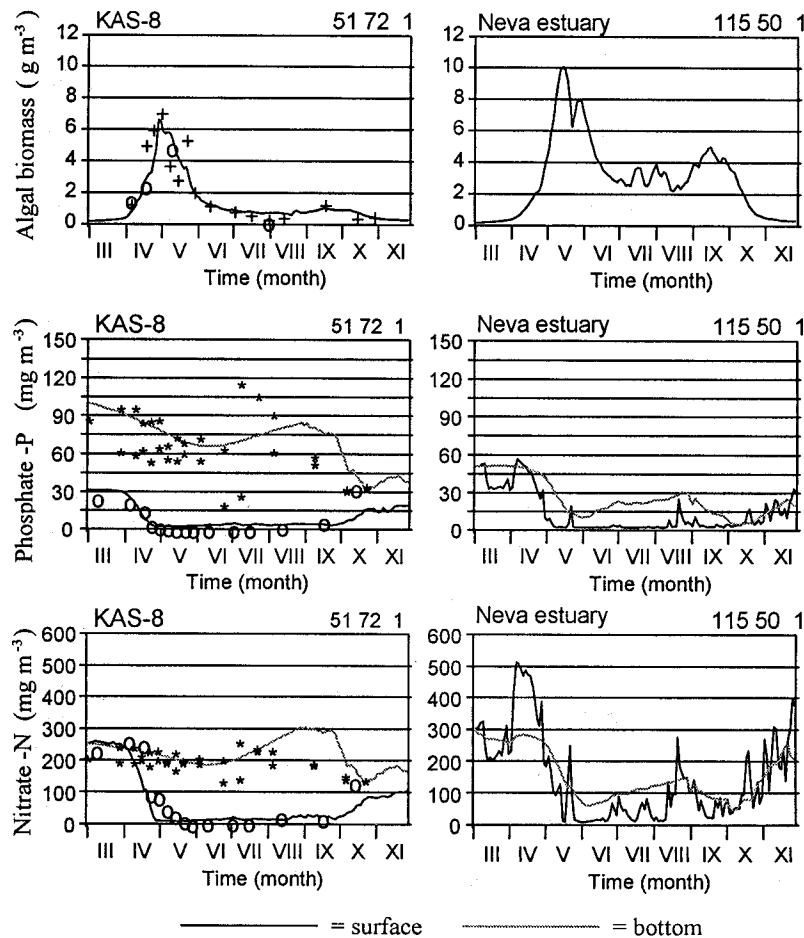 KAS-8 51 72 1
Algal biomass ( g m⁻³)
12
10
8
6
4
2
0
III IV V VI VII VIII IX X XI
Time (month)
Neva estuary 115 50 1
12
10
8
6
4
2
0
III IV V VI VII VIII IX X XI
Time (month)
KAS-8 51 72 1
Phosphate -P (mg m⁻³)
150
120
90
60
30
0
III IV V VI VII VIII IX X XI
Time (month)
Neva estuary 115 50 1
150
120
90
60
30
0
III IV V VI VII VIII IX X XI
Time (month)
KAS-8 51 72 1
Nitrate -N (mg m⁻³)
600
500
400
300
200
100
0
III IV V VI VII VIII IX X XI
Time (month)
Neva estuary 115 50 1
600
500
400
300
200
100
0
III IV V VI VII VIII IX X XI
Time (month)
= surface = bottom